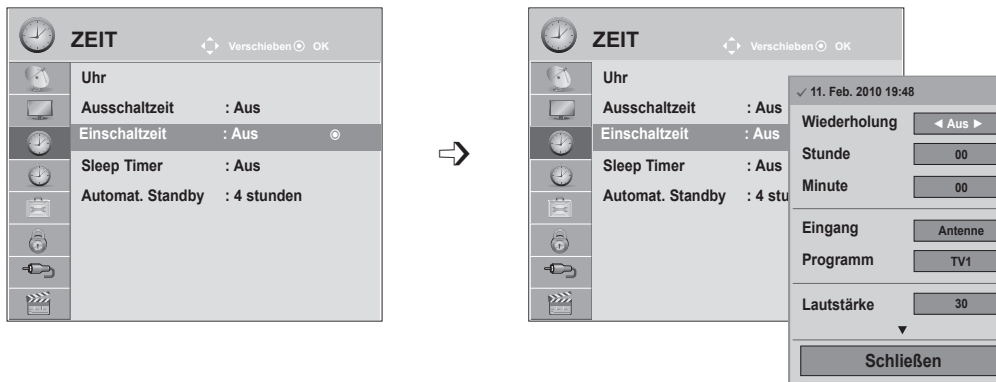 ZEIT
Verschieben OK
Uhr
Ausschaltzeit : Aus
Einschaltzeit : Aus
Sleep Timer : Aus
Automat. Standby : 4 stunden
ZEIT
Verschieben OK
Uhr
Ausschaltzeit : Aus
Einschaltzeit : Aus
Sleep Timer : Aus
Automat. Standby : 4 stu
✓ 11. Feb. 2010 19:48
Wiederholung ◄ Aus ►
Stunde 00
Minute 00
Eingang Antenne
Programm TV1
Lautstärke 30
▼
Schließen